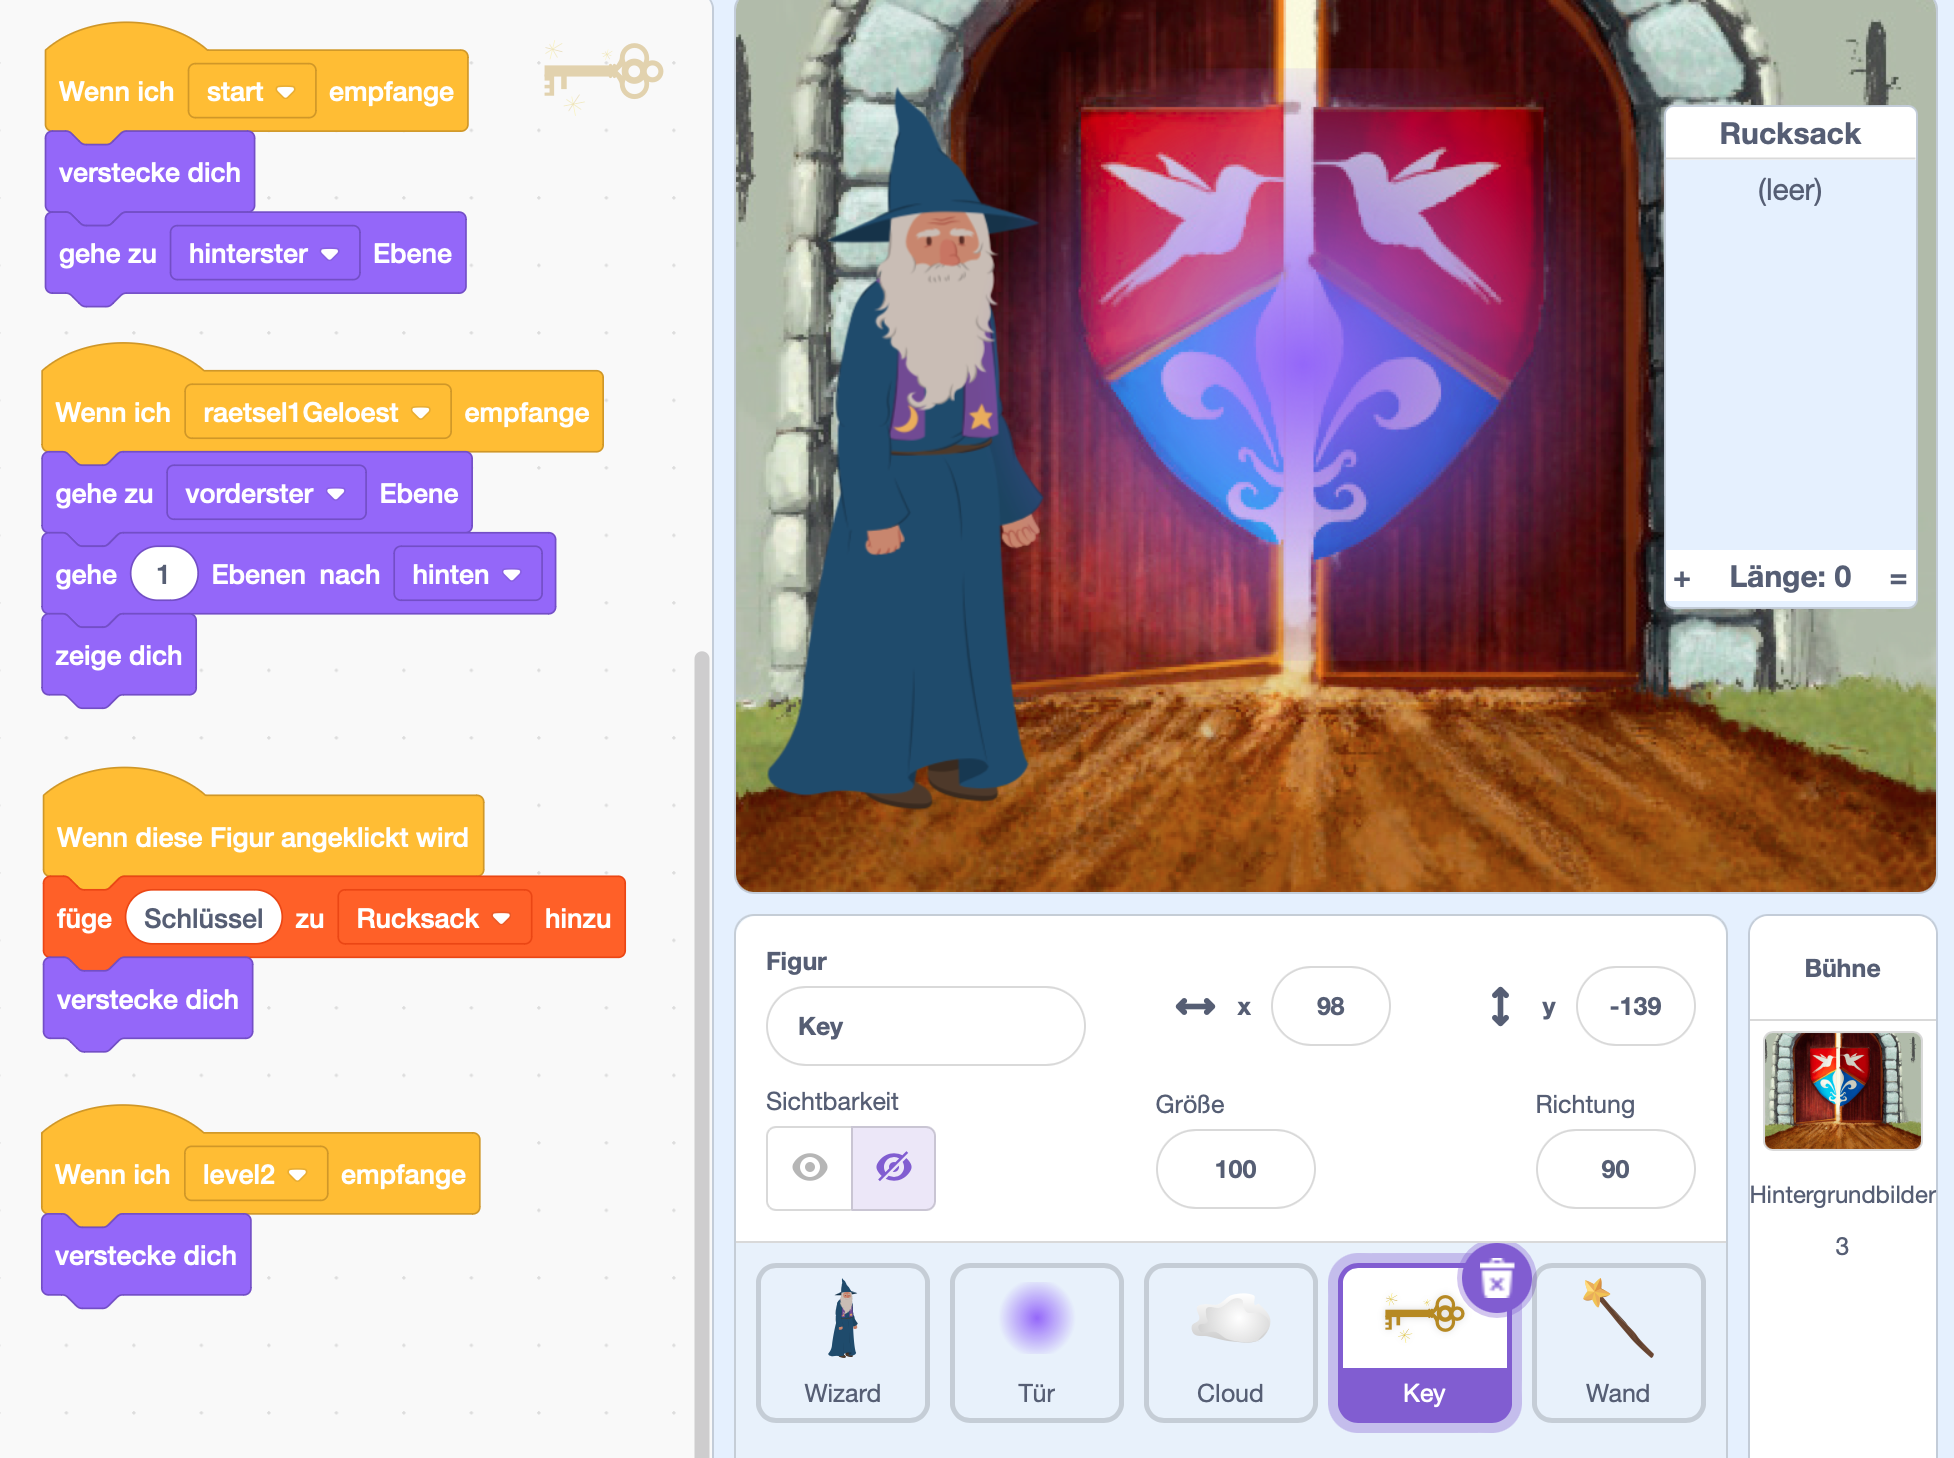 Wenn ich start empfange
verstecke dich
gehe zu hinterster Ebene
Wenn ich raetsel1Geloest empfange
gehe zu vorderster Ebene
gehe 1 Ebenen nach hinten
zeige dich
Wenn diese Figur angeklickt wird
füge Schlüssel zu Rucksack hinzu
verstecke dich
Wenn ich level2 empfange
verstecke dich
Rucksack
(leer)
+ Länge: 0 =
Figur
Key
x 98
y -139
Sichtbarkeit
Größe
100
Richtung
90
Wizard
Tür
Cloud
Key
Wand
Bühne
Hintergrundbilder
3